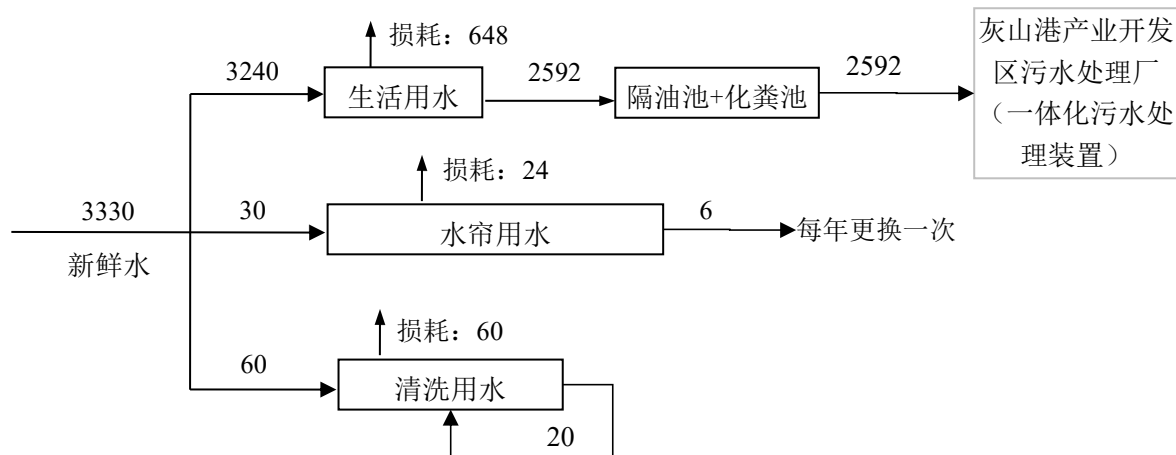 损耗：648
3240
生活用水
2592
隔油池+化粪池
2592
灰山港产业开发
区污水处理厂
（一体化污水处
理装置）
损耗：24
3330
新鲜水
30
水帘用水
6
每年更换一次
损耗：60
60
清洗用水
20